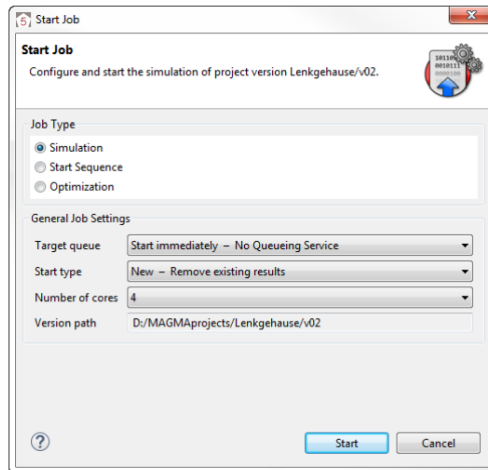 5 Start Job
Start Job
Configure and start the simulation of project version Lenkgehause/v02.
Job Type
Simulation
Start Sequence
Optimization
General Job Settings
Target queue Start immediately – No Queueing Service
Start type New – Remove existing results
Number of cores 4
Version path D:/MAGMAprojects/Lenkgehause/v02
? Start Cancel